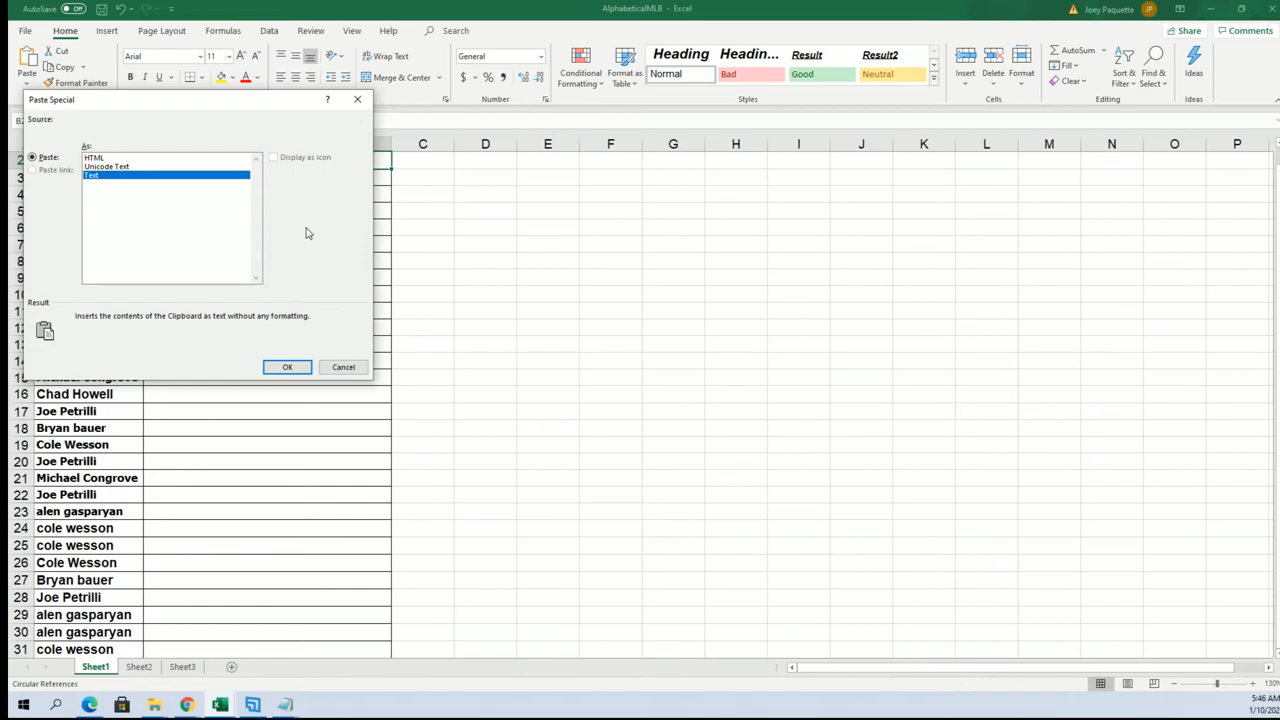 AutoSave Off AlphabeticalMLB - Excel Joey Paquette JP
File Home Insert Page Layout Formulas Data Review View Help Search Share Comments
Cut Arial 11 Wrap Text General Heading Headin... Result Result2 AutoSum
Copy Fill
Paste Format Painter B I U Merge & Center $ % Conditional Formatting Format as Table Normal Bad Good Neutral Insert Delete Format Clear Sort & Filter Find & Select Ideas
Number Styles Cells Editing Ideas
Paste Special ? ×
Source:
As:
Paste: HTML Display as icon
Unicode Text
Paste link: Text
Result
Inserts the contents of the Clipboard as text without any formatting.
OK Cancel
C D E F G H I J K L M N O P
2
3
4
5
6
7
8
9
10
15 Michael Congrove
16 Chad Howell
17 Joe Petrilli
18 Bryan bauer
19 Cole Wesson
20 Joe Petrilli
21 Michael Congrove
22 Joe Petrilli
23 alen gasparyan
24 cole wesson
25 cole wesson
26 Cole Wesson
27 Bryan bauer
28 Joe Petrilli
29 alen gasparyan
30 alen gasparyan
31 cole wesson
Sheet1 Sheet2 Sheet3
Circular References 130%
5:46 AM
1/10/202